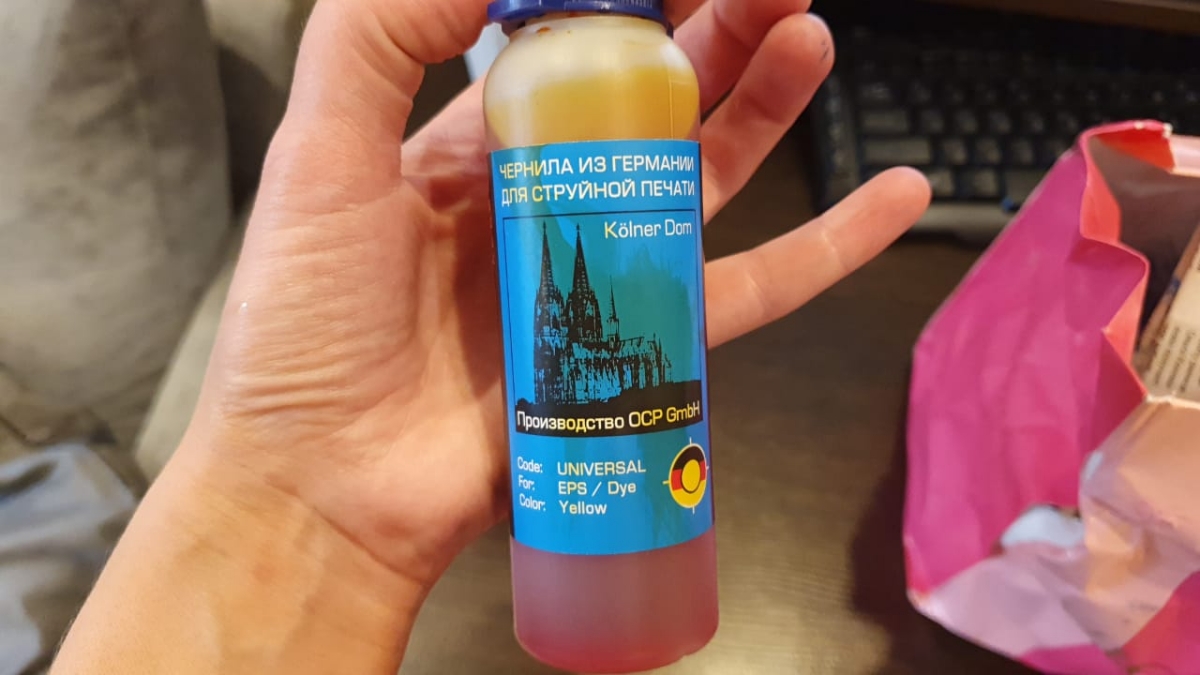 ЧЕРНИЛА ИЗ ГЕРМАНИИ
ДЛЯ СТРУЙНОЙ ПЕЧАТИ
Kölner Dom
Производство OCP GmbH
Code: UNIVERSAL
For: EPS / Dye
Color: Yellow